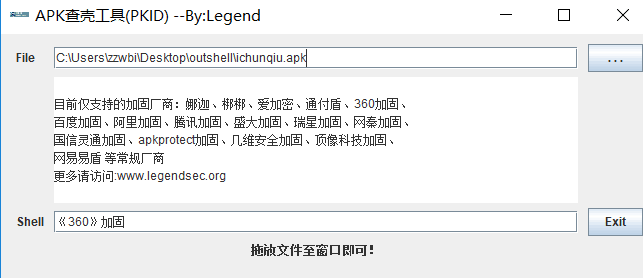 APK查壳工具(PKID) --By:Legend
File C:\Users\zzwbi\Desktop\outshell\ichunqiu.apk ...
目前仅支持的加固厂商：娜迦、梆梆、爱加密、通付盾、360加固、
百度加固、阿里加固、腾讯加固、盛大加固、瑞星加固、网秦加固、
国信灵通加固、apkprotect加固、几维安全加固、顶像科技加固、
网易易盾 等常规厂商
更多请访问:www.legendsec.org
Shell 《360》加固 Exit
拖放文件至窗口即可!